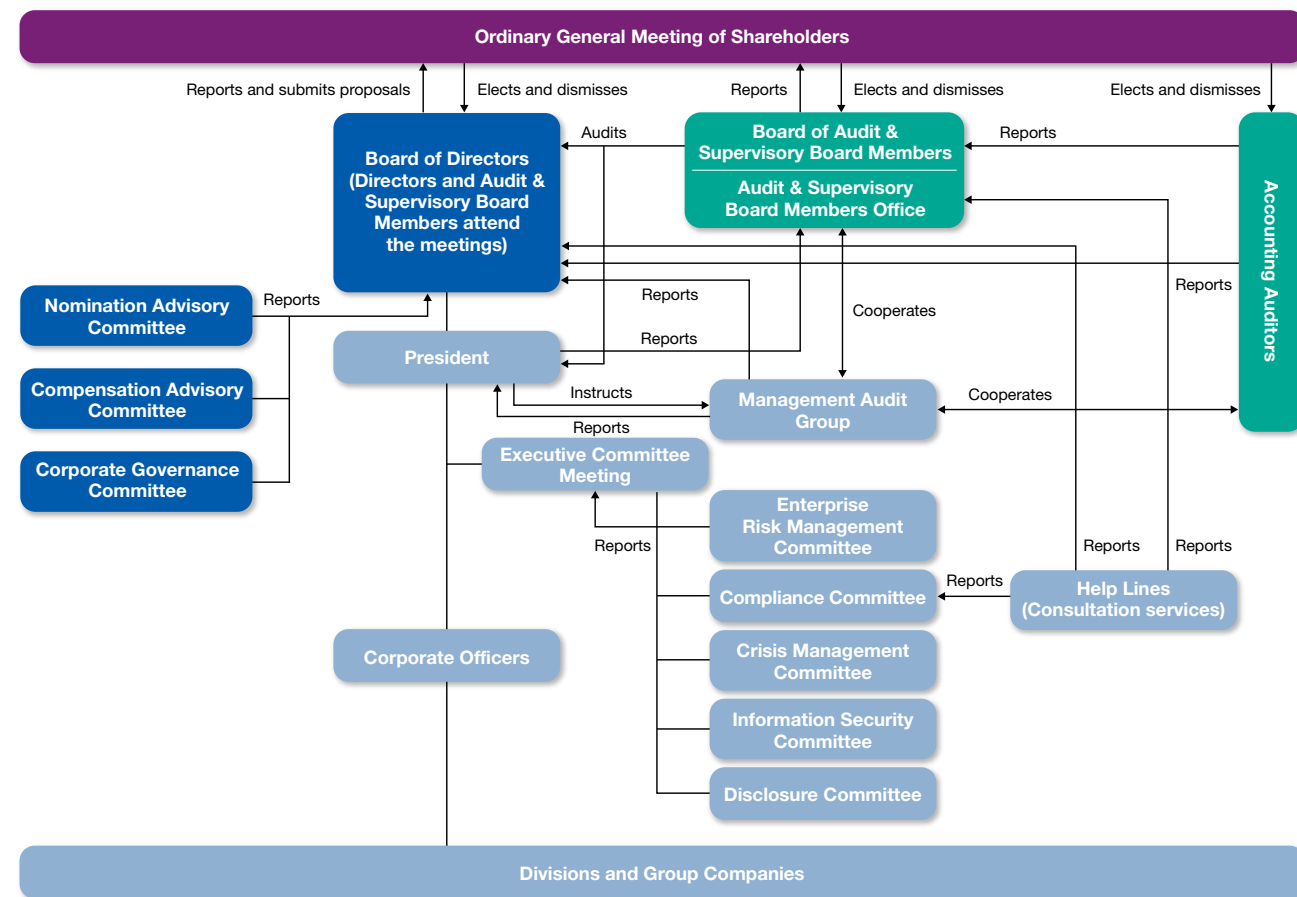 Ordinary General Meeting of Shareholders
Reports and submits proposals
Elects and dismisses
Reports
Elects and dismisses
Elects and dismisses
Board of Directors
(Directors and Audit &
Supervisory Board
Members attend
the meetings)
Audits
Board of Audit &
Supervisory Board Members
Audit & Supervisory
Board Members Office
Reports
Accounting Auditors
Nomination Advisory
Committee
Reports
Reports
Reports
Cooperates
Compensation Advisory
Committee
President
Reports
Instructs
Reports
Management Audit
Group
Cooperates
Corporate Governance
Committee
Executive Committee
Meeting
Enterprise
Risk Management
Committee
Reports
Reports
Reports
Compliance Committee
Reports
Help Lines
(Consultation services)
Corporate Officers
Crisis Management
Committee
Information Security
Committee
Disclosure Committee
Divisions and Group Companies